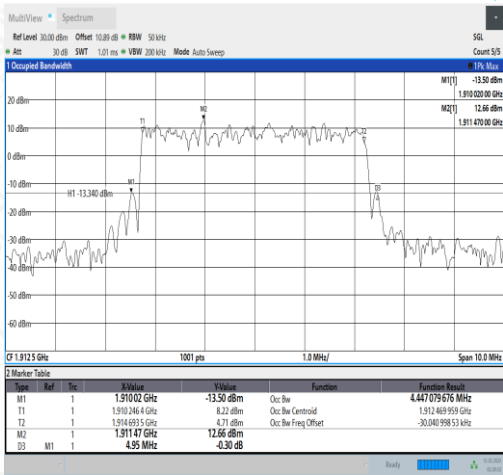 MultiView Spectrum
Ref Level 30.00 dBm Offset 10.89 dB RBW 50 kHz SGL
Att 30 dB SWT 1.01 ms VBW 200 kHz Mode Auto Sweep Count 5/5
1 Occupied Bandwidth 1Pk Max
M1[1] -13.50 dBm
1.910 020 00 GHz
M2[1] 12.66 dBm
1.911 470 00 GHz
20 dBm
M2
T1
10 dBm
T2
0 dBm
-10 dBm
M1
D3
H1 -13.340 dBm
-20 dBm
-30 dBm
-40 dBm
-50 dBm
-60 dBm
CF 1.912 5 GHz 1001 pts 1.0 MHz/ Span 10.0 MHz
2 Marker Table
Type Ref Trc X-Value Y-Value Function Function Result
M1 1 1.910 02 GHz -13.50 dBm Occ Bw 4.447 079 676 MHz
T1 1 1.910 246 4 GHz 8.22 dBm Occ Bw Centroid 1.912 469 959 GHz
T2 1 1.914 693 5 GHz 4.71 dBm Occ Bw Freq Offset -30.040 998 53 kHz
M2 1 1.911 47 GHz 12.66 dBm
D3 M1 1 4.95 MHz -0.30 dB
Ready